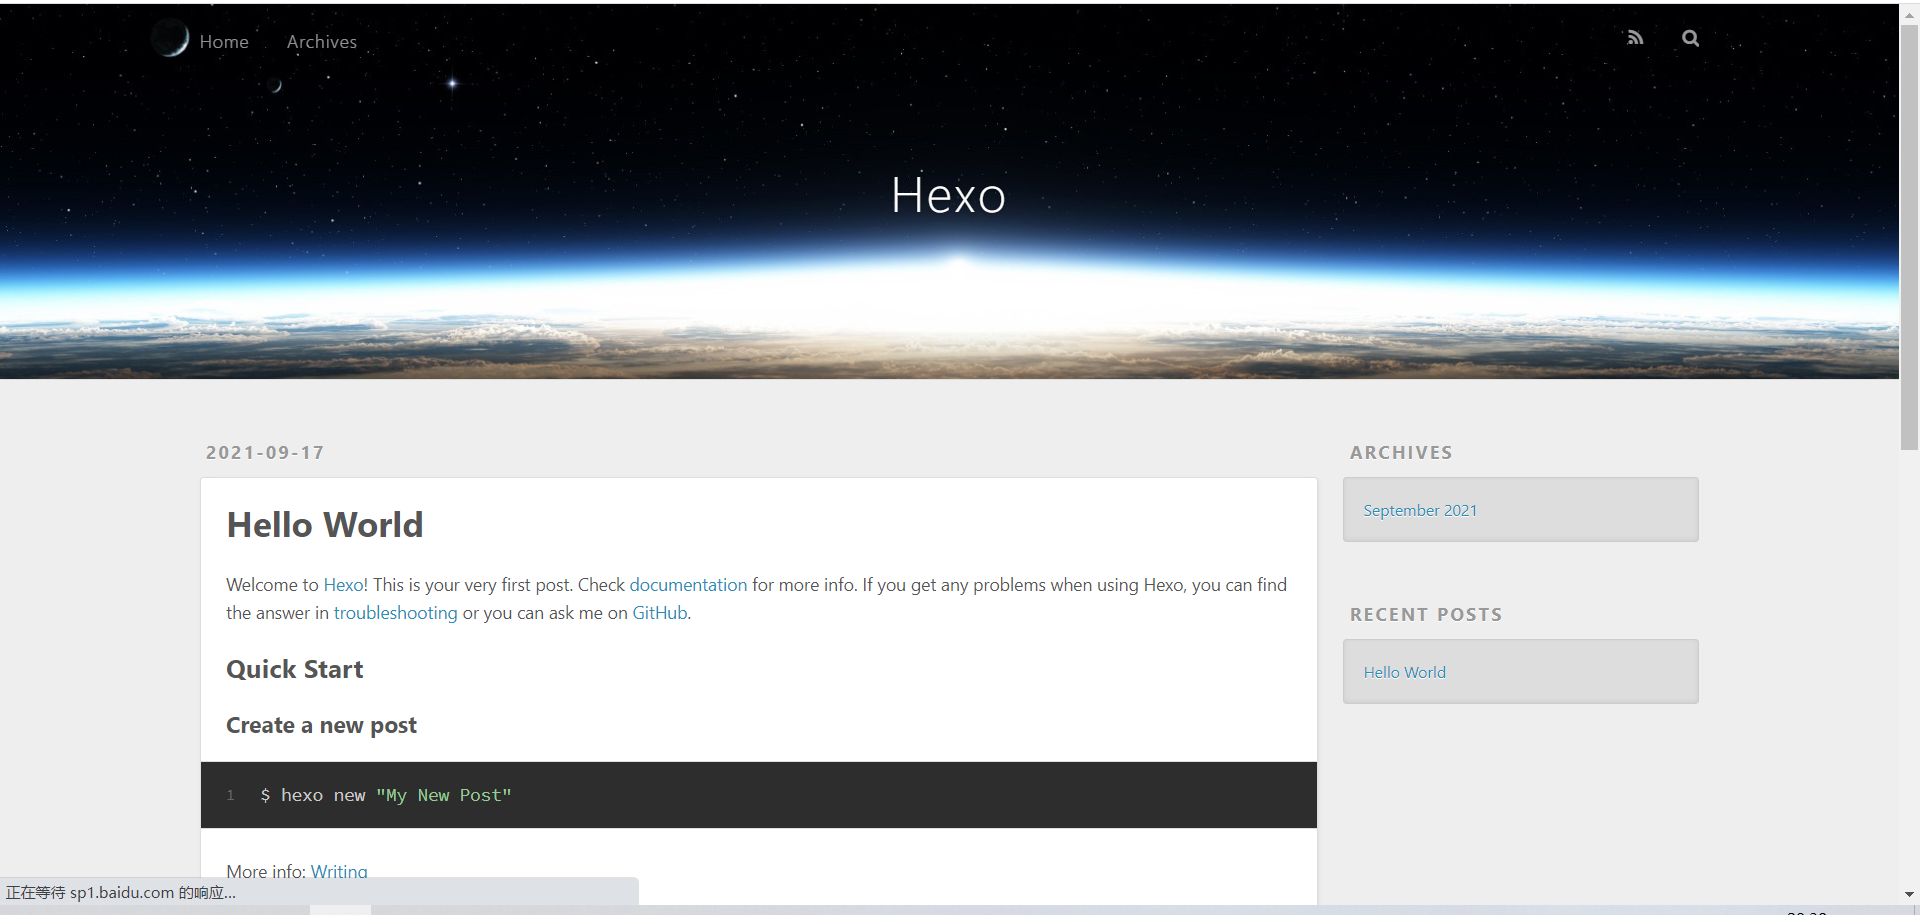 Home Archives
Hexo
2021-09-17
Hello World
Welcome to Hexo! This is your very first post. Check documentation for more info. If you get any problems when using Hexo, you can find
the answer in troubleshooting or you can ask me on GitHub.
Quick Start
Create a new post
1 $ hexo new "My New Post"
More info: Writing
ARCHIVES
September 2021
RECENT POSTS
Hello World
正在等待 sp1.baidu.com 的响应...